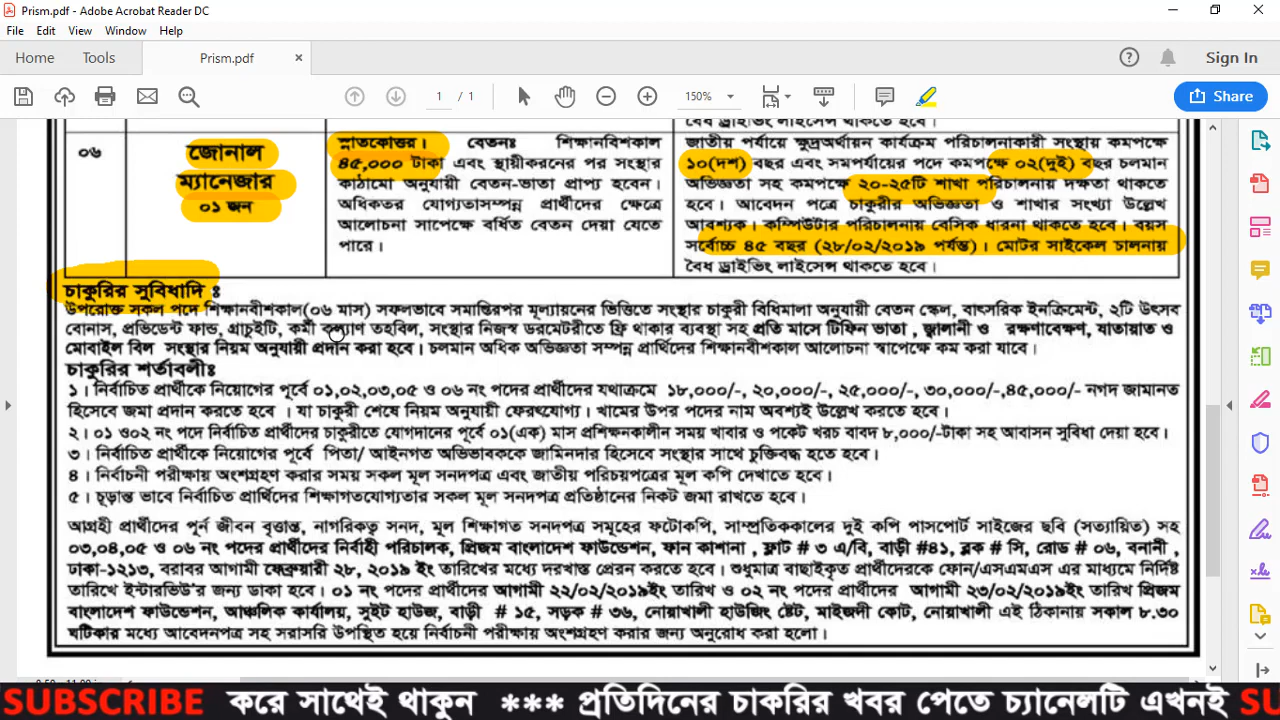 Prism.pdf - Adobe Acrobat Reader DC
File Edit View Window Help
Home Tools Prism.pdf × Sign In
1 / 1 150% Share
বৈধ ড্রাইভিং লাইসেন্স থাকতে হবে।
০৬
জোনাল
ম্যানেজার
০১ জন
স্নাতকোত্তর। বেতনঃ শিক্ষানবিশকাল
৪৫,০০০ টাকা এবং স্থায়ীকরনের পর সংস্থার
কাঠামো অনুযায়ী বেতন-ভাতা প্রাপ্য হবেন।
অধিকতর যোগ্যতাসম্পন্ন প্রার্থীদের ক্ষেত্রে
আলোচনা সাপেক্ষে বর্ধিত বেতন দেয়া যেতে
পারে।
জাতীয় পর্যায়ে ক্ষুদ্রঅর্থায়ন কার্যক্রম পরিচালনাকারী সংস্থায় কমপক্ষে
১০(দশ) বছর এবং সমপর্যায়ের পদে কমপক্ষে ০২(দুই) বছর চলমান
অভিজ্ঞতা সহ কমপক্ষে ২০-২৫টি শাখা পরিচালনায় দক্ষতা থাকতে
হবে। আবেদন পত্রে চাকুরীর অভিজ্ঞতা ও শাখার সংখ্যা উল্লেখ
আবশ্যক। কম্পিউটার পরিচালনায় বেসিক ধারনা থাকতে হবে। বয়স
সর্বোচ্চ ৪৫ বছর (২৮/০২/২০১৯ পর্যন্ত)। মোটর সাইকেল চালনায়
বৈধ ড্রাইভিং লাইসেন্স থাকতে হবে।
চাকুরির সুবিধাদি ঃ
উপরোক্ত সকল পদে শিক্ষানবীশকাল(০৬ মাস) সফলভাবে সমাপ্তিরপর মূল্যায়নের ভিত্তিতে সংস্থার চাকুরী বিধিমালা অনুযায়ী বেতন স্কেল, বাৎসরিক ইনক্রিমেন্ট, ২টি উৎসব
বোনাস, প্রভিডেন্ট ফান্ড, গ্রাচুইটি, কর্মী কল্যাণ তহবিল, সংস্থার নিজস্ব ডরমেটরীতে ফ্রি থাকার ব্যবস্থা সহ প্রতি মাসে টিফিন ভাতা , জ্বালানী ও রক্ষণাবেক্ষণ, যাতায়াত ও
মোবাইল বিল সংস্থার নিয়ম অনুযায়ী প্রদান করা হবে। চলমান অধিক অভিজ্ঞতা সম্পন্ন প্রার্থিদের শিক্ষানবীশকাল আলোচনা স্বাপেক্ষে কম করা যাবে।
চাকুরির শর্তাবলীঃ
১। নির্বাচিত প্রার্থীকে নিয়োগের পূর্বে ০১,০২,০৩,০৫ ও ০৬ নং পদের প্রার্থীদের যথাক্রমে ১৮,০০০/-, ২০,০০০/-, ২৫,০০০/-, ৩০,০০০/-,৪৫,০০০/- নগদ জামানত
হিসেবে জমা প্রদান করতে হবে । যা চাকুরী শেষে নিয়ম অনুযায়ী ফেরৎযোগ্য। খামের উপর পদের নাম অবশ্যই উল্লেখ করতে হবে।
২। ০১ ও০২ নং পদে নির্বাচিত প্রার্থীদের চাকুরীতে যোগদানের পূর্বে ০১(এক) মাস প্রশিক্ষনকালীন সময় খাবার ও পকেট খরচ বাবদ ৮,০০০/-টাকা সহ আবাসন সুবিধা দেয়া হবে।
৩। নির্বাচিত প্রার্থীকে নিয়োগের পূর্বে পিতা/ আইনগত অভিভাবককে জামিনদার হিসেবে সংস্থার সাথে চুক্তিবদ্ধ হতে হবে।
৪। নির্বাচনী পরীক্ষায় অংশগ্রহণ করার সময় সকল মূল সনদপত্র এবং জাতীয় পরিচয়পত্রের মূল কপি দেখাতে হবে।
৫। চূড়ান্ত ভাবে নির্বাচিত প্রার্থিদের শিক্ষাগতযোগ্যতার সকল মূল সনদপত্র প্রতিষ্ঠানের নিকট জমা রাখতে হবে।
আগ্রহী প্রার্থীদের পূর্ন জীবন বৃত্তান্ত, নাগরিকত্ব সনদ, মূল শিক্ষাগত সনদপত্র সমূহের ফটোকপি, সাম্প্রতিককালের দুই কপি পাসপোর্ট সাইজের ছবি (সত্যায়িত) সহ
০৩,০৪,০৫ ও ০৬ নং পদের প্রার্থীদের নির্বাহী পরিচালক, প্রিজম বাংলাদেশ ফাউন্ডেশন, ফান কাশানা , ফ্লাট # ৩ এ/বি, বাড়ী #৪১, ব্লক # সি, রোড # ০৬, বনানী ,
ঢাকা-১২১৩, বরাবর আগামী ফেব্রুয়ারী ২৮, ২০১৯ ইং তারিখের মধ্যে দরখাস্ত প্রেরন করতে হবে। শুধুমাত্র বাছাইকৃত প্রার্থীদেরকে ফোন/এসএমএস এর মাধ্যমে নির্দিষ্ট
তারিখে ইন্টারভিউ'র জন্য ডাকা হবে। ০১ নং পদের প্রার্থীদের আগামী ২২/০২/২০১৯ইং তারিখ ও ০২ নং পদের প্রার্থীদের আগামী ২৩/০২/২০১৯ইং তারিখ প্রিজম
বাংলাদেশ ফাউন্ডেশন, আঞ্চলিক কার্যালয়, সুইট হাউজ, বাড়ী # ১৫, সড়ক # ৩৬, নোয়াখালী হাউজিং ষ্টেট, মাইজদী কোর্ট, নোয়াখালী এই ঠিকানায় সকাল ৮.৩০
ঘটিকার মধ্যে আবেদনপত্র সহ সরাসরি উপস্থিত হয়ে নির্বাচনী পরীক্ষায় অংশগ্রহণ করার জন্য অনুরোধ করা হলো।
SUBSCRIBE করে সাথেই থাকুন *** প্রতিদিনের চাকরির খবর পেতে চ্যানেলটি এখনই SU